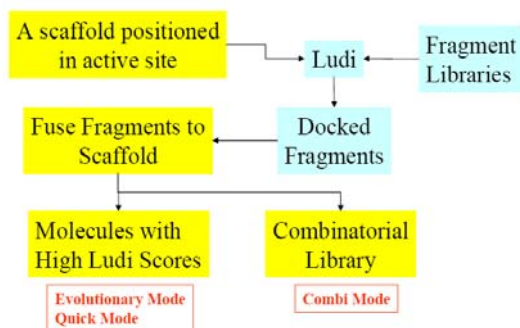 A scaffold positioned
in active site
Ludi
Fragment
Libraries
Fuse Fragments to
Scaffold
Docked
Fragments
Molecules with
High Ludi Scores
Combinatorial
Library
Evolutionary Mode
Quick Mode
Combi Mode